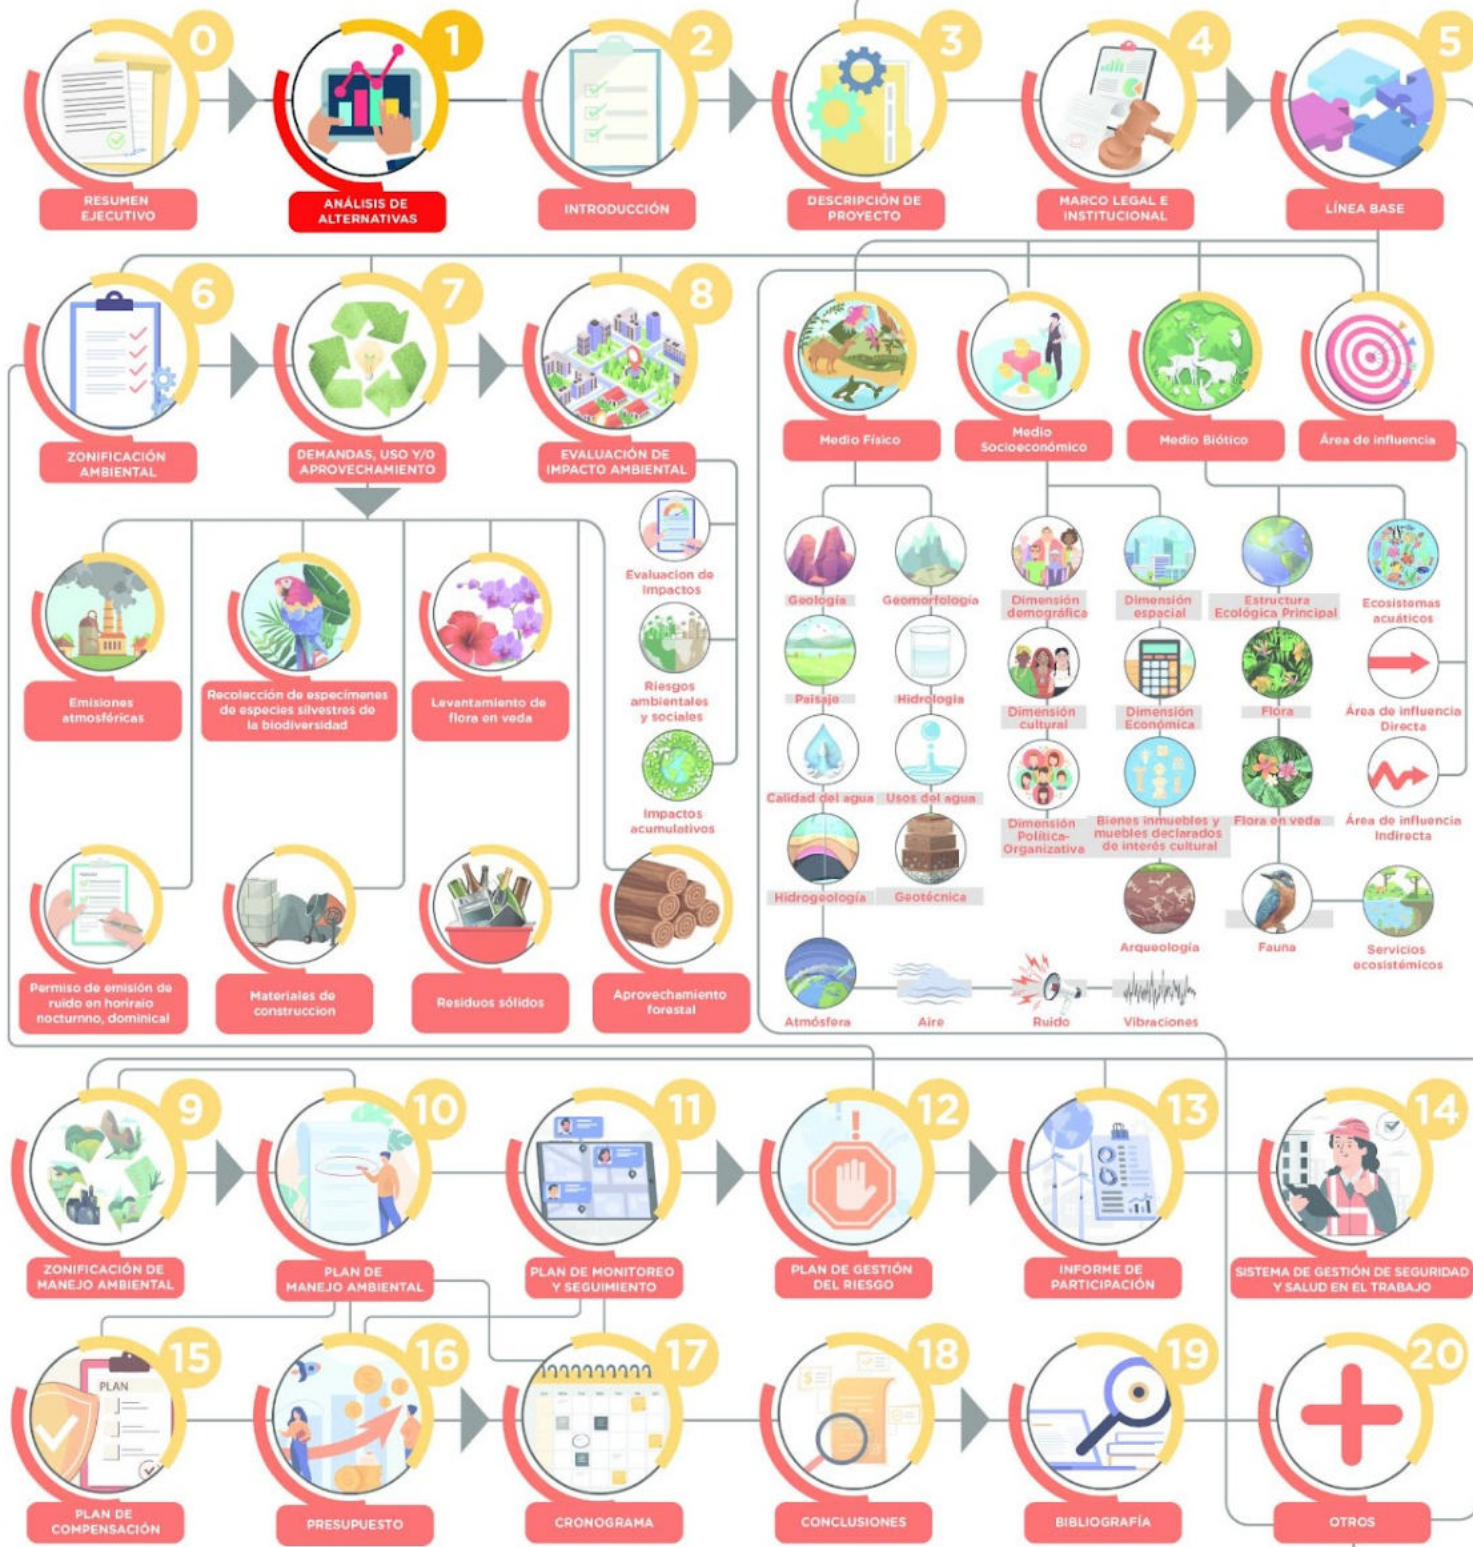 0
1
2
3
4
5
RESUMEN
EJECUTIVO
ANÁLISIS DE
ALTERNATIVAS
INTRODUCCIÓN
DESCRIPCIÓN DE
PROYECTO
MARCO LEGAL E
INSTITUCIONAL
LÍNEA BASE
6
7
8
ZONIFICACIÓN
AMBIENTAL
DEMANDAS, USO Y/O
APROVECHAMIENTO
EVALUACIÓN DE
IMPACTO AMBIENTAL
Medio Físico
Medio
Socioeconómico
Medio Biótico
Área de influencia
Evaluacion de
Impactos
Riesgos
ambientales
y sociales
Impactos
acumulativos
Emisiones
atmosféricas
Recolección de especímenes
de especies silvestres de
la biodiversidad
Levantamiento de
flora en veda
Permiso de emisión de
ruido en horiraio
nocturnno, dominical
Materiales de
construccion
Residuos sólidos
Aprovechamiento
forestal
Geología
Geomorfología
Dimensión
demográfica
Dimensión
espacial
Estructura
Ecológica Principal
Ecosistemas
acuáticos
Paisaje
Hidrología
Dimensión
cultural
Dimensión
Económica
Flora
Área de influencia
Directa
Calidad del agua
Usos del agua
Dimensión
Política-
Organizativa
Bienes inmuebles y
muebles declarados
de interés cultural
Flora en veda
Área de influencia
Indirecta
Hidrogeología
Geotécnica
Arqueología
Fauna
Servicios
ecosistémicos
Atmósfera
Aire
Ruido
Vibraciones
9
10
11
12
13
14
ZONIFICACIÓN DE
MANEJO AMBIENTAL
PLAN DE
MANEJO AMBIENTAL
PLAN DE MONITOREO
Y SEGUIMIENTO
PLAN DE GESTIÓN
DEL RIESGO
INFORME DE
PARTICIPACIÓN
SISTEMA DE GESTIÓN DE SEGURIDAD
Y SALUD EN EL TRABAJO
15
16
17
18
19
20
PLAN
PLAN DE
COMPENSACIÓN
PRESUPUESTO
CRONOGRAMA
CONCLUSIONES
BIBLIOGRAFÍA
OTROS